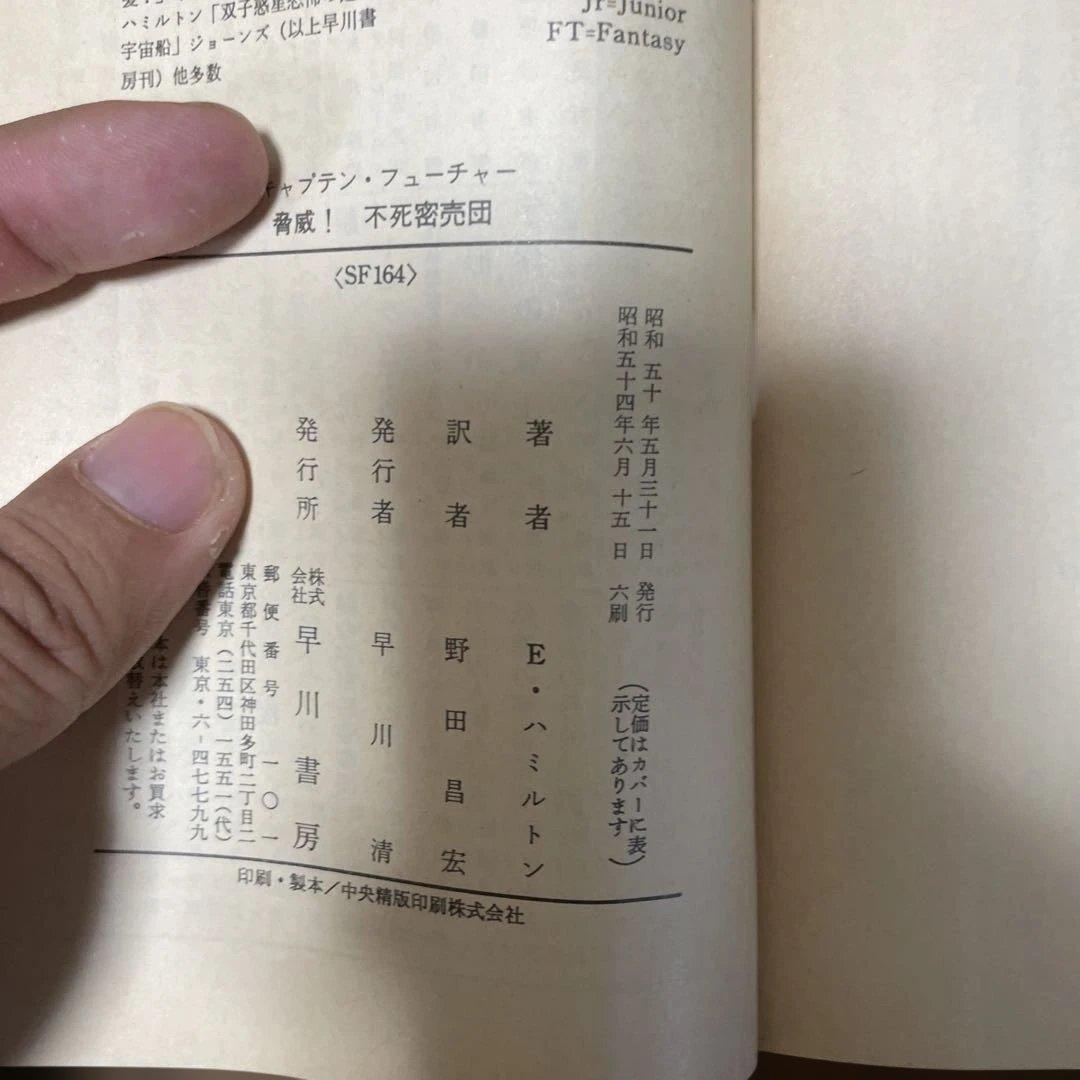 ハミルトン「双子惑星恐怖の
宇宙船」ジョーンズ（以上早川書
房刊）他多数
Jr=Junior
FT=Fantasy
キャプテン・フューチャー
脅威！ 不死密売団
〈SF164〉
昭和五十年五月三十一日 発行
昭和五十四年六月十五日 六刷
（定価はカバーに表
示してあります）
著者 E・ハミルトン
訳者 野田昌宏
発行者 早川清
発行所 株式会社 早川書房
郵便番号 一〇一
東京都千代田区神田多町二丁目二
電話東京（二五四）一五五一（代）
番号 東京・六-四七七九九
本は本社またはお買求
替えいたします。
印刷・製本／中央精版印刷株式会社